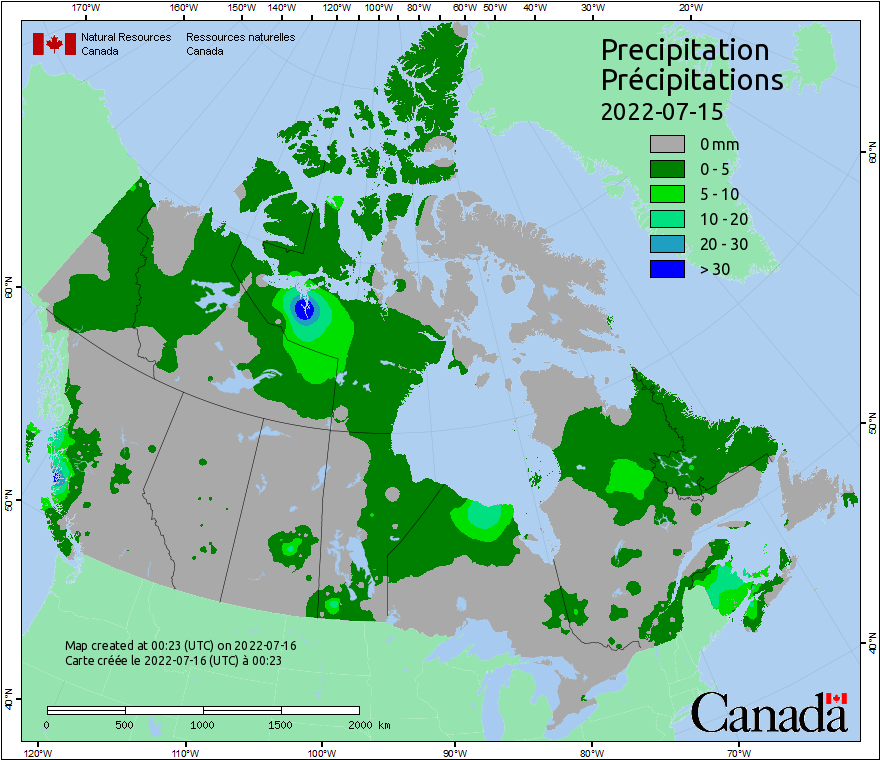 170°W 160°W 150°W 140°W 120°W 100°W 80°W 60°W 50°W 40°W 30°W 20°W
Natural Resources Canada
Ressources naturelles Canada
Precipitation
Précipitations
2022-07-15
0 mm
0 - 5
5 - 10
10 - 20
20 - 30
> 30
60°N
50°N
40°N
60°N
50°N
40°N
Map created at 00:23 (UTC) on 2022-07-16
Carte créée le 2022-07-16 (UTC) à 00:23
0 500 1000 1500 2000 km
Canada
120°W 110°W 100°W 90°W 80°W 70°W